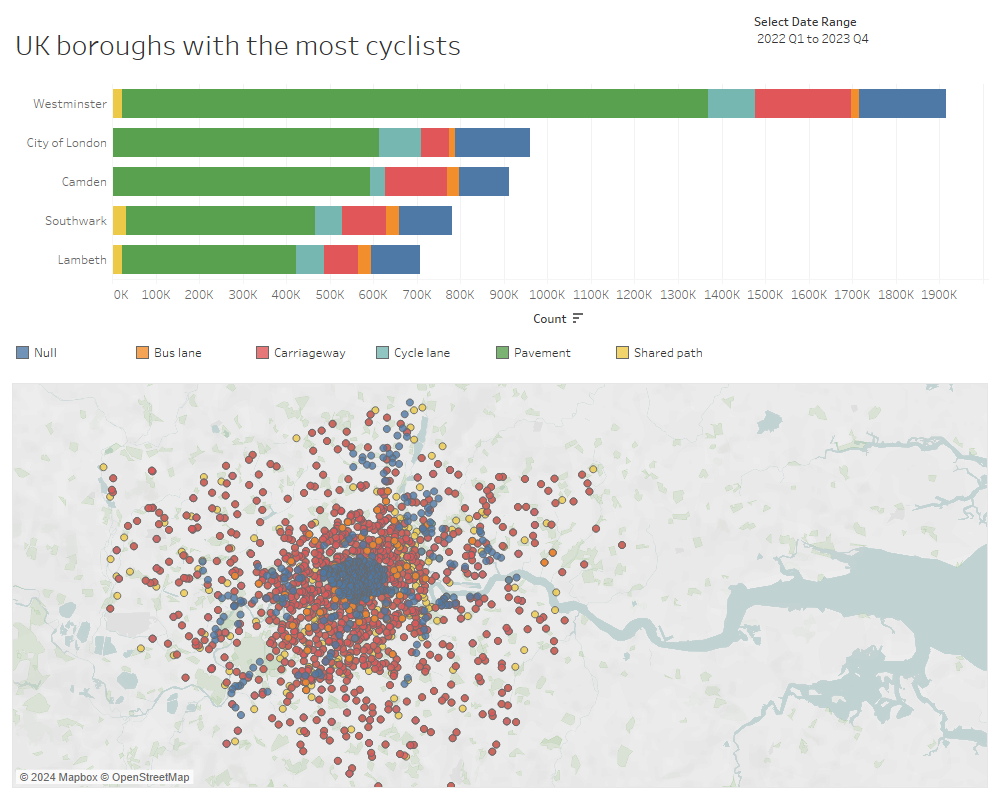 Select Date Range
2022 Q1 to 2023 Q4
UK boroughs with the most cyclists
Westminster
City of London
Camden
Southwark
Lambeth
0K 100K 200K 300K 400K 500K 600K 700K 800K 900K 1000K 1100K 1200K 1300K 1400K 1500K 1600K 1700K 1800K 1900K
Count
Null Bus lane Carriageway Cycle lane Pavement Shared path
© 2024 Mapbox © OpenStreetMap